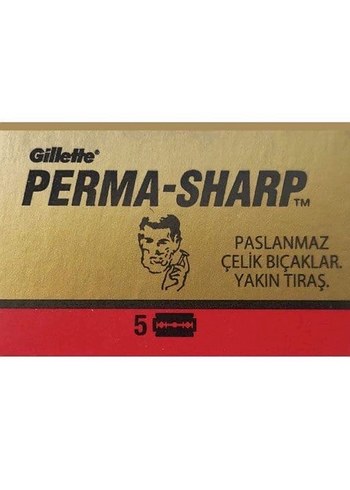 Gillette®
PERMA-SHARP™
PASLANMAZ
ÇELİK BIÇAKLAR.
YAKIN TIRAŞ.
5